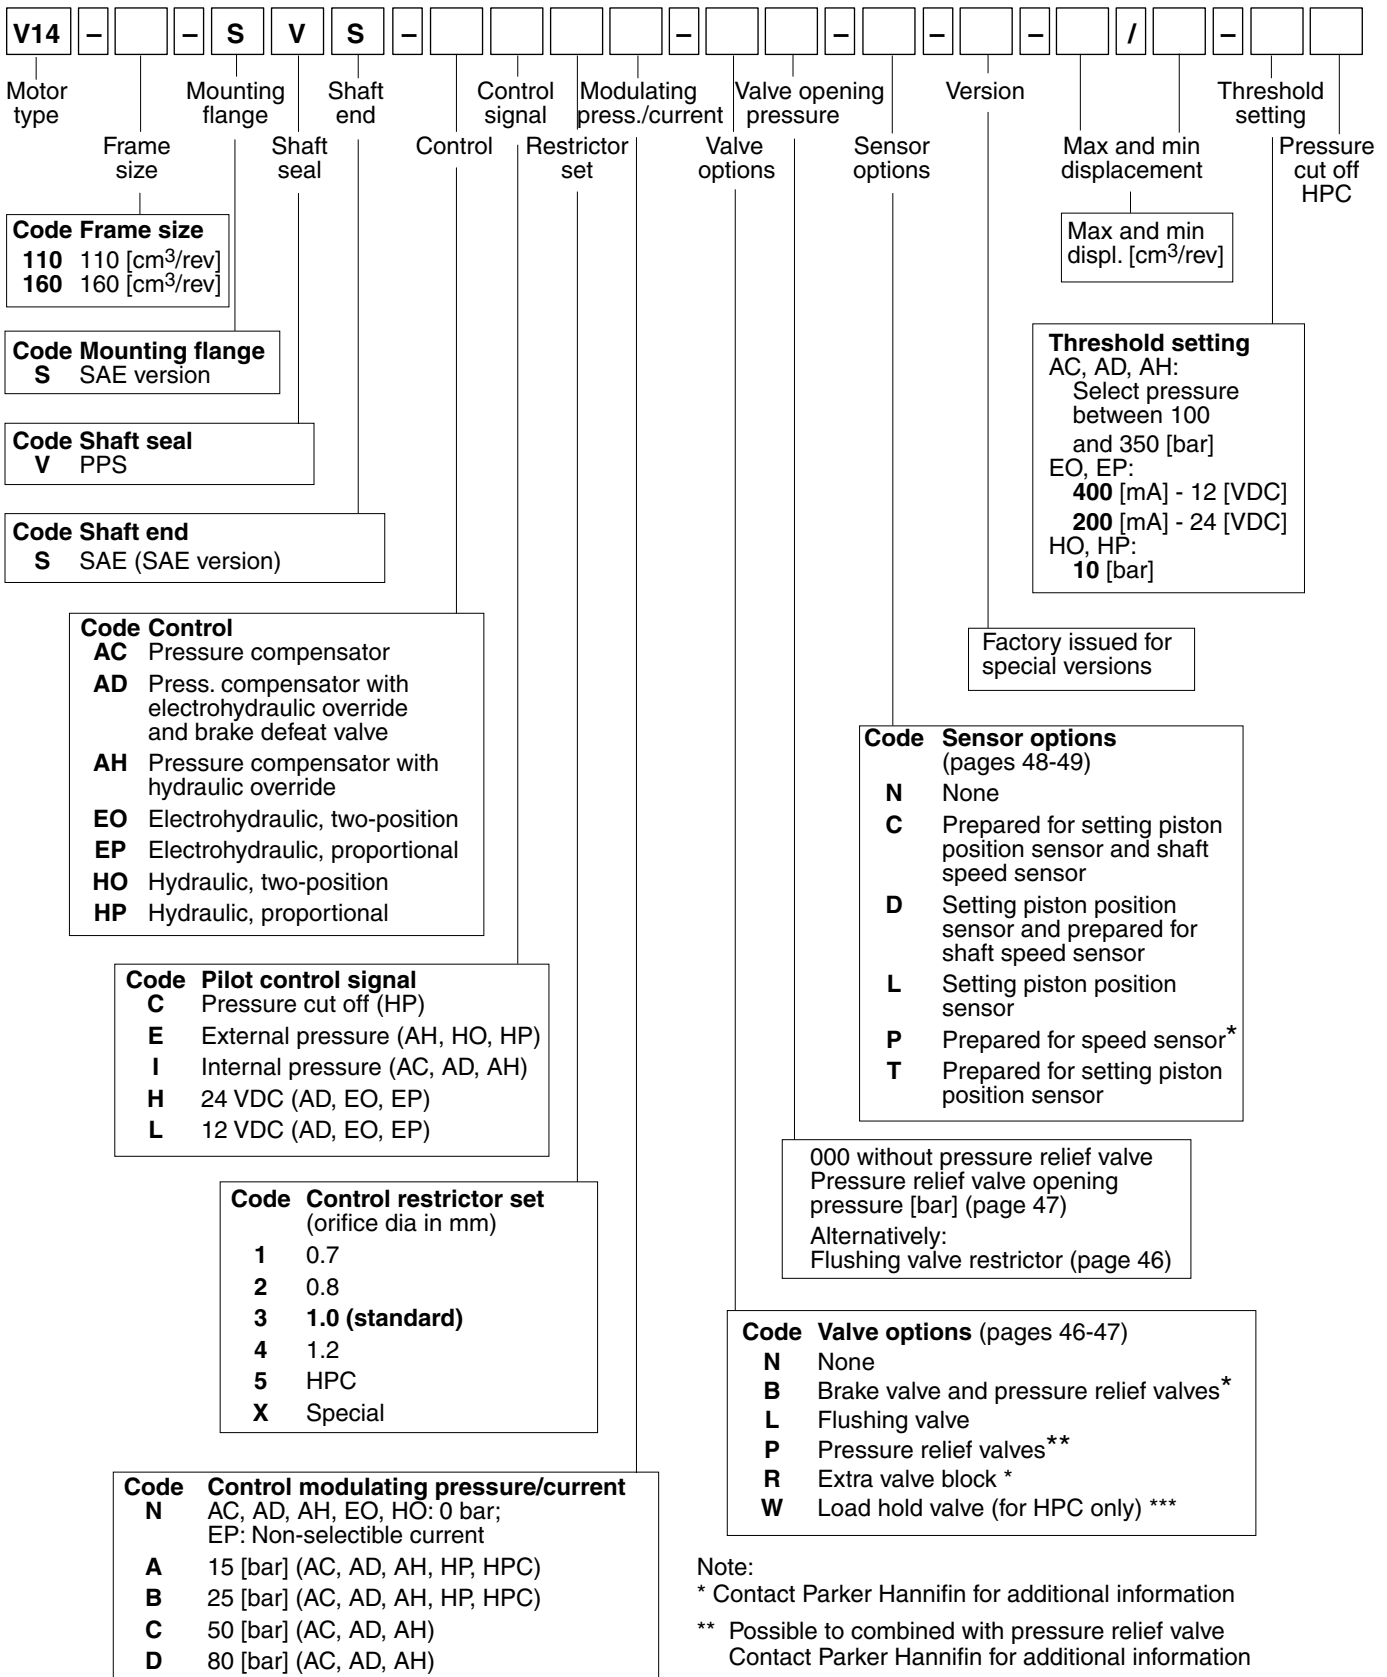 V14 – – S V S – – – – – / –
Motor type
Mounting flange
Shaft end
Control signal
Modulating press./current
Valve opening pressure
Version
Threshold setting
Frame size
Shaft seal
Control
Restrictor set
Valve options
Sensor options
Max and min displacement
Pressure cut off HPC
Code Frame size
110 110 [cm³/rev]
160 160 [cm³/rev]
Max and min
displ. [cm³/rev]
Code Mounting flange
S SAE version
Code Shaft seal
V PPS
Code Shaft end
S SAE (SAE version)
Threshold setting
AC, AD, AH:
Select pressure
between 100
and 350 [bar]
EO, EP:
400 [mA] - 12 [VDC]
200 [mA] - 24 [VDC]
HO, HP:
10 [bar]
Code Control
AC Pressure compensator
AD Press. compensator with
electrohydraulic override
and brake defeat valve
AH Pressure compensator with
hydraulic override
EO Electrohydraulic, two-position
EP Electrohydraulic, proportional
HO Hydraulic, two-position
HP Hydraulic, proportional
Factory issued for
special versions
Code Sensor options
(pages 48-49)
N None
C Prepared for setting piston
position sensor and shaft
speed sensor
D Setting piston position
sensor and prepared for
shaft speed sensor
L Setting piston position
sensor
P Prepared for speed sensor*
T Prepared for setting piston
position sensor
Code Pilot control signal
C Pressure cut off (HP)
E External pressure (AH, HO, HP)
I Internal pressure (AC, AD, AH)
H 24 VDC (AD, EO, EP)
L 12 VDC (AD, EO, EP)
000 without pressure relief valve
Pressure relief valve opening
pressure [bar] (page 47)
Alternatively:
Flushing valve restrictor (page 46)
Code Control restrictor set
(orifice dia in mm)
1 0.7
2 0.8
3 1.0 (standard)
4 1.2
5 HPC
X Special
Code Valve options (pages 46-47)
N None
B Brake valve and pressure relief valves*
L Flushing valve
P Pressure relief valves**
R Extra valve block *
W Load hold valve (for HPC only) ***
Code Control modulating pressure/current
N AC, AD, AH, EO, HO: 0 bar;
EP: Non-selectible current
A 15 [bar] (AC, AD, AH, HP, HPC)
B 25 [bar] (AC, AD, AH, HP, HPC)
C 50 [bar] (AC, AD, AH)
D 80 [bar] (AC, AD, AH)
Note:
* Contact Parker Hannifin for additional information
** Possible to combined with pressure relief valve
Contact Parker Hannifin for additional information